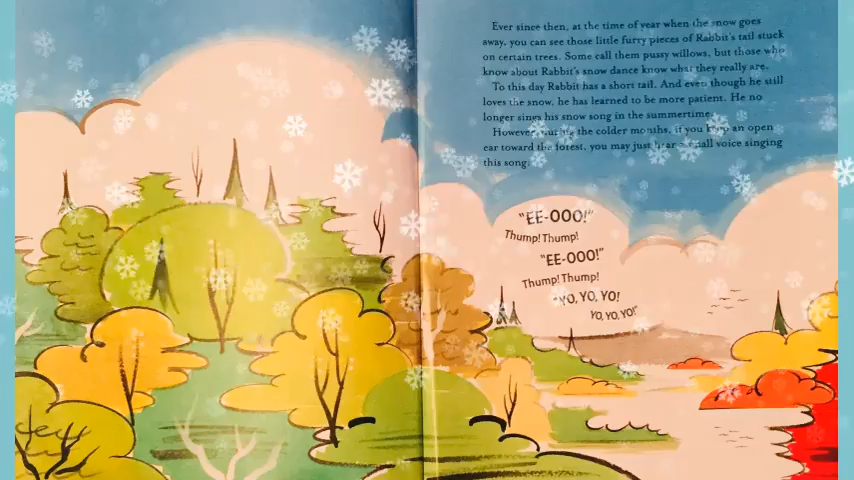 Ever since then, at the time of year when the snow goes
away, you can see those little furry pieces of Rabbit's tail stuck
on certain trees. Some call them pussy willows, but those who
know about Rabbit's snow dance know what they really are.
To this day Rabbit has a short tail. And even though he still
loves the snow, he has learned to be more patient. He no
longer sings his snow song in the summertime.
However, during the colder months, if you keep an open
ear toward the forest, you may just hear a small voice singing
this song:
"EE-OOO!"
Thump! Thump!
"EE-OOO!"
Thump! Thump!
"YO, YO, YO!
YO, YO, YO!"